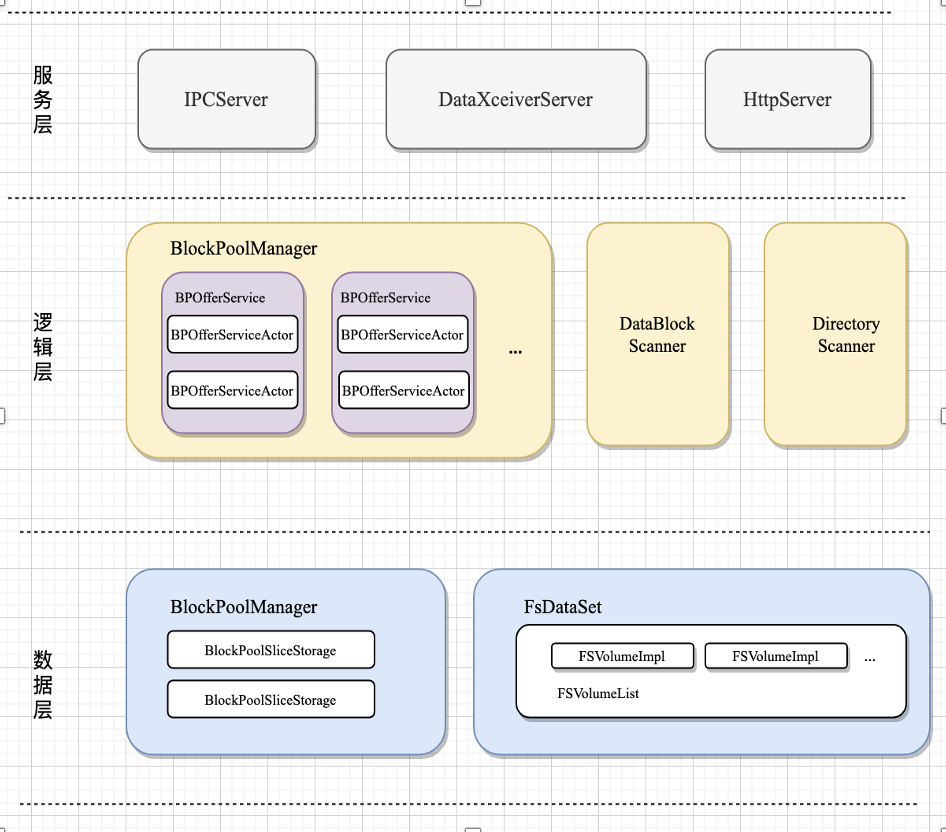 服务层
IPCServer
DataXceiverServer
HttpServer
逻辑层
BlockPoolManager
BPOfferService
BPOfferServiceActor
BPOfferServiceActor
BPOfferService
BPOfferServiceActor
BPOfferServiceActor
...
DataBlock
Scanner
Directory
Scanner
数据层
BlockPoolManager
BlockPoolSliceStorage
BlockPoolSliceStorage
FsDataSet
FSVolumeImpl
FSVolumeImpl
...
FSVolumeList